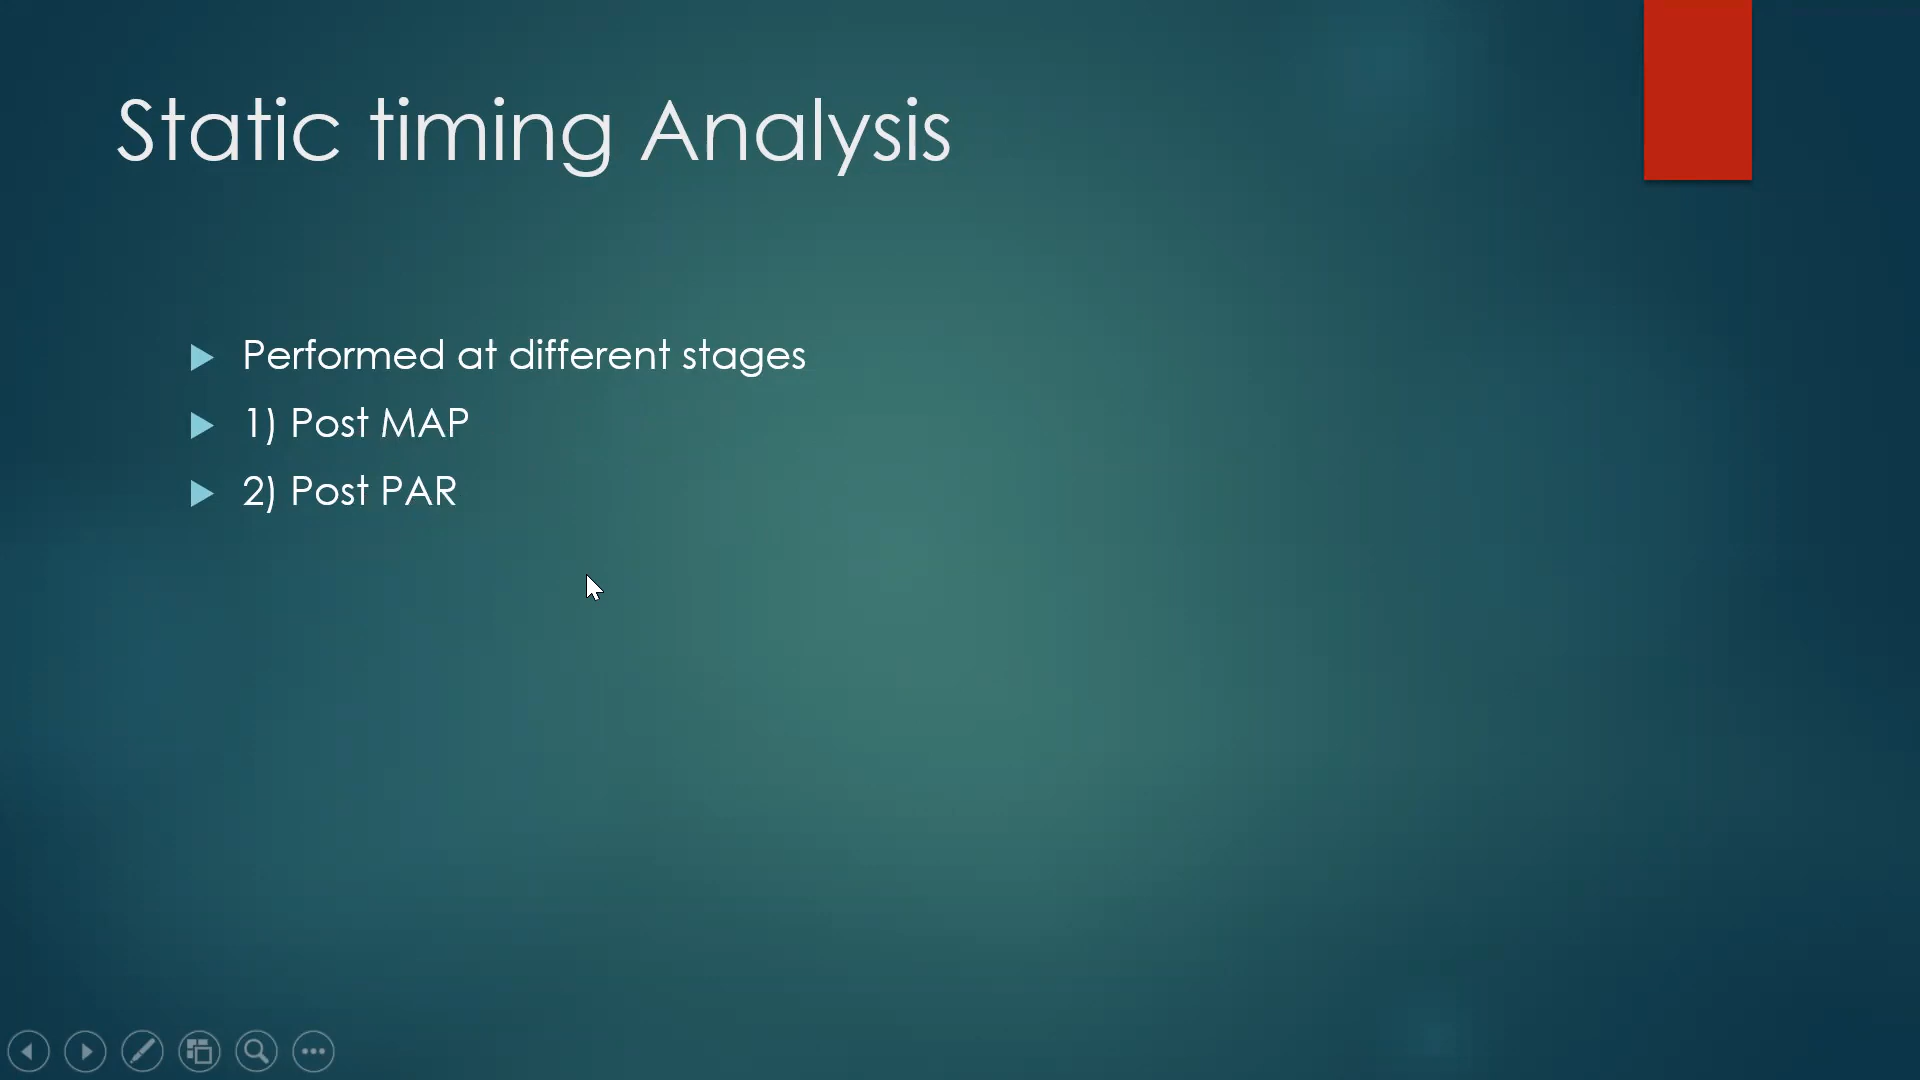 Static timing Analysis
Performed at different stages
1) Post MAP
2) Post PAR